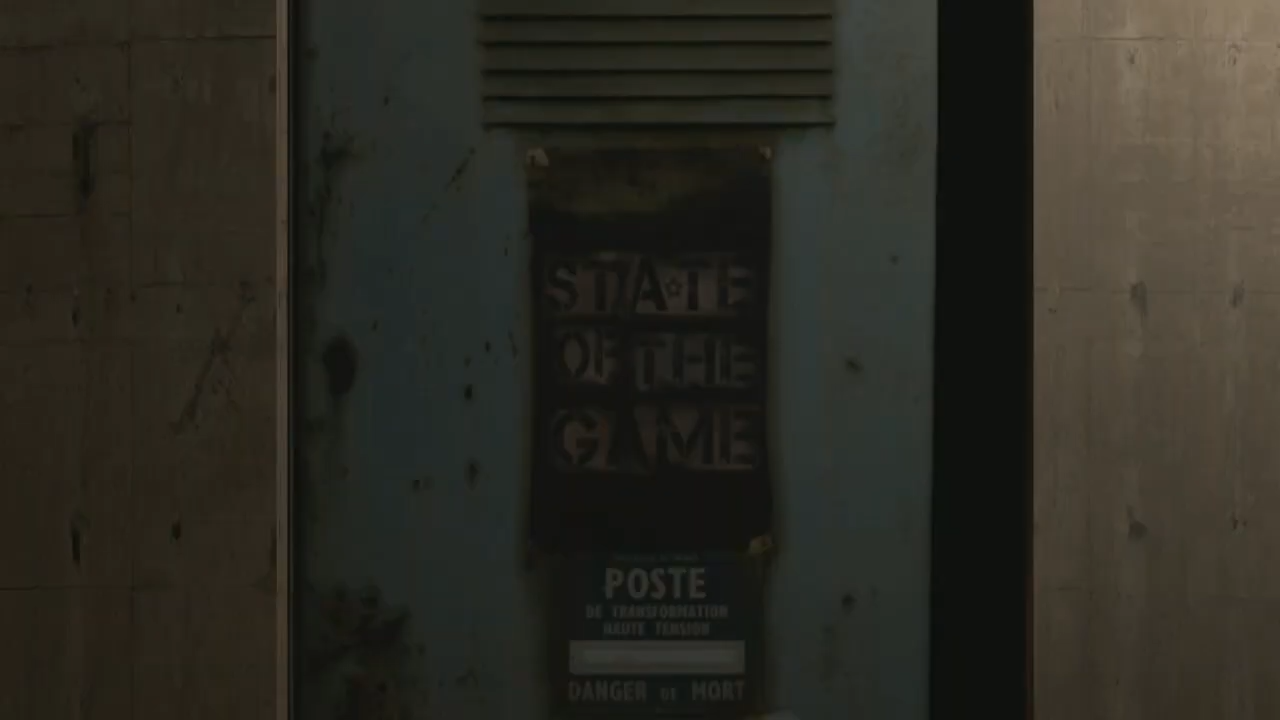 STATE
OF THE
GAME
POSTE
DE TRANSFORMATION
HAUTE TENSION
DANGER DE MORT